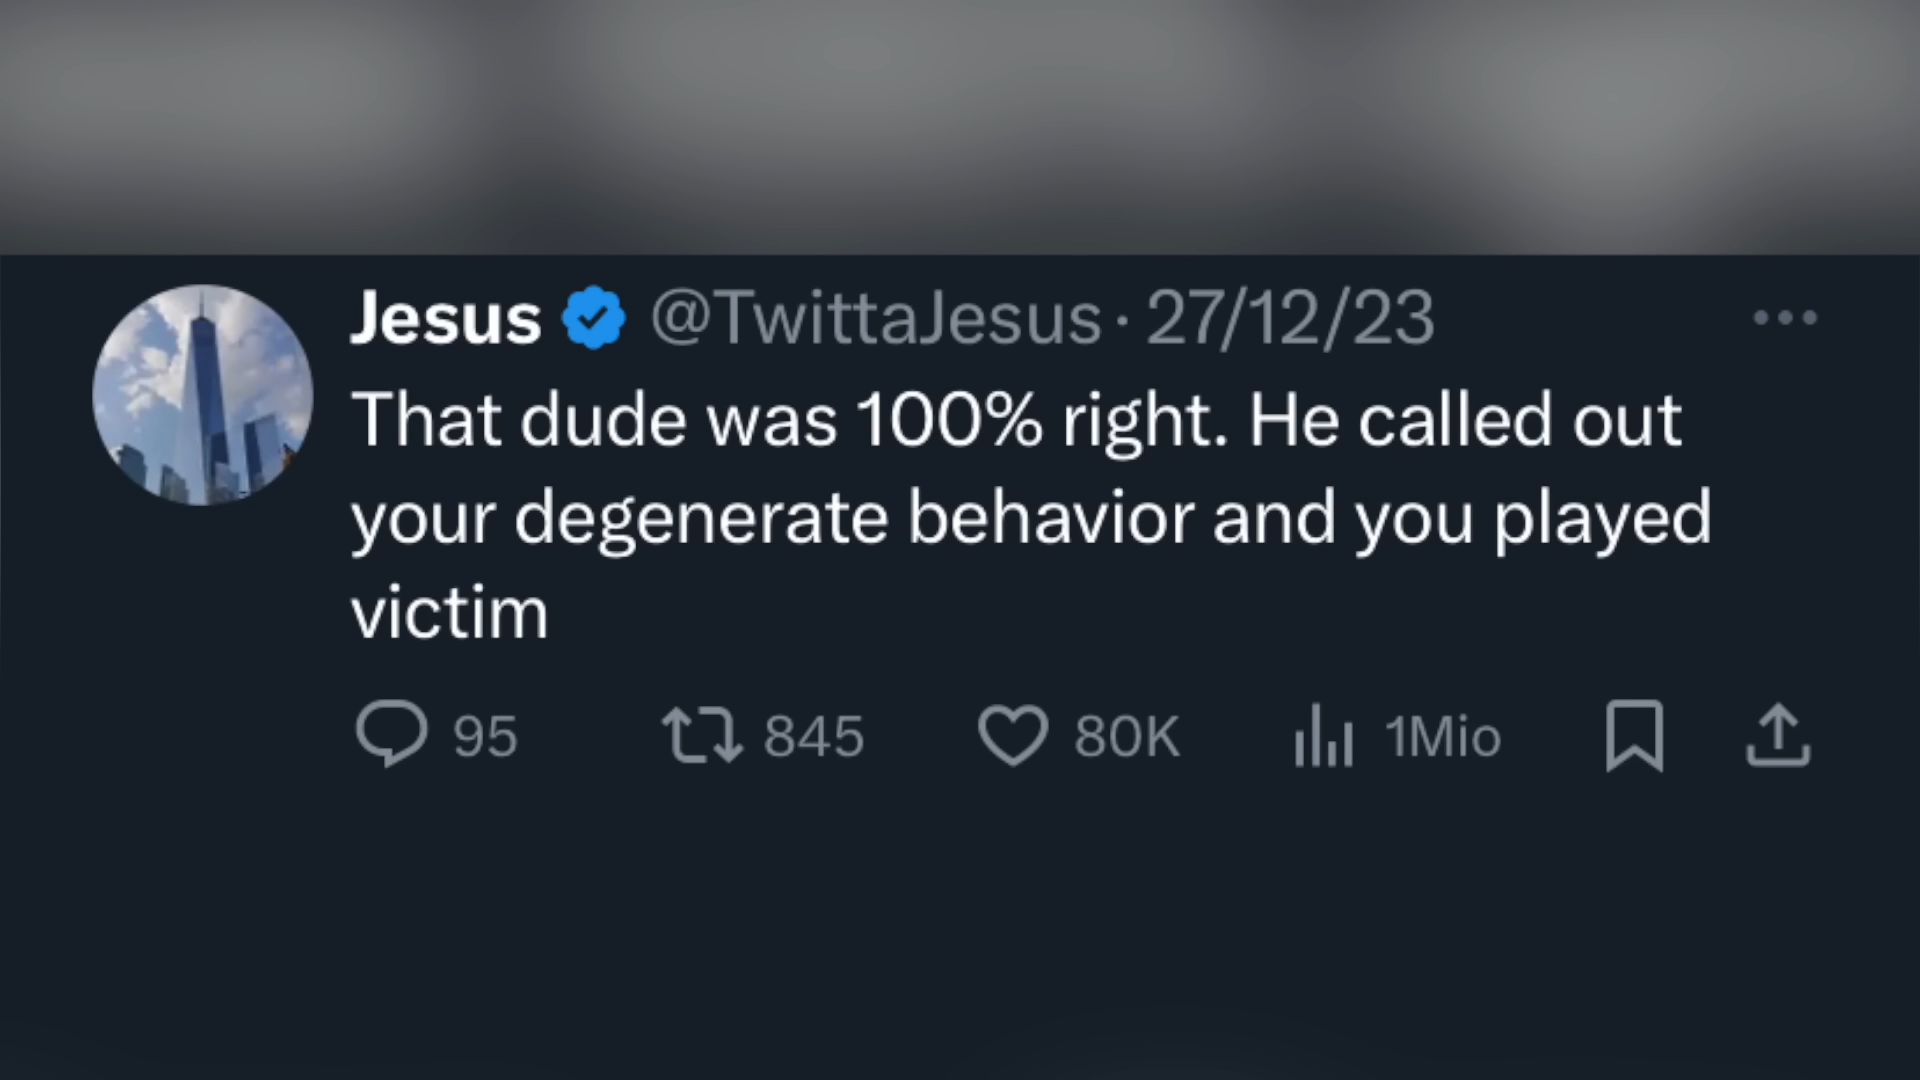 Jesus @TwittaJesus · 27/12/23
That dude was 100% right. He called out
your degenerate behavior and you played
victim
95 845 80K 1Mio